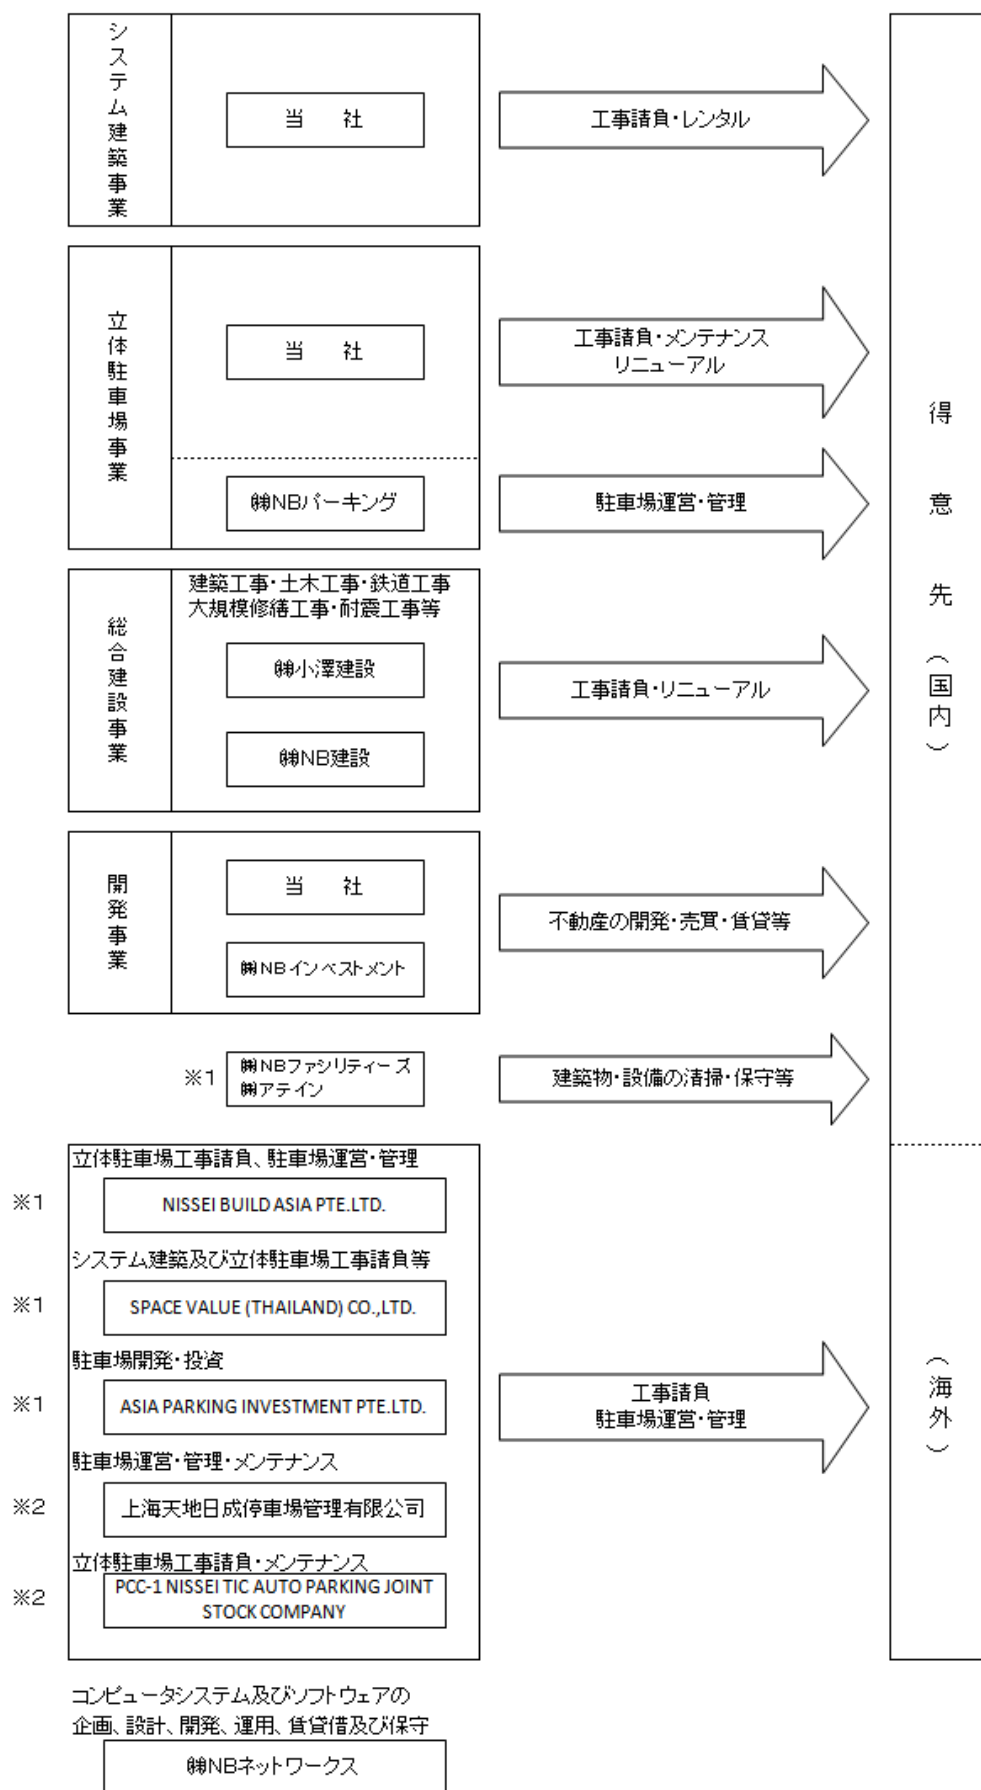 システム建築事業
当　社
工事請負・レンタル
立体駐車場事業
当　社
工事請負・メンテナンス
リニューアル
㈱NBパーキング
駐車場運営・管理
総合建設事業
建築工事・土木工事・鉄道工事
大規模修繕工事・耐震工事等
㈱小澤建設
㈱NB建設
工事請負・リニューアル
開発事業
当　社
㈱NBインベストメント
不動産の開発・売買・賃貸等
※1
㈱NBファシリティーズ
㈱アテイン
建築物・設備の清掃・保守等
得意先（国内）
立体駐車場工事請負、駐車場運営・管理
※1
NISSEI BUILD ASIA PTE.LTD.
システム建築及び立体駐車場工事請負等
※1
SPACE VALUE (THAILAND) CO.,LTD.
駐車場開発・投資
※1
ASIA PARKING INVESTMENT PTE.LTD.
駐車場運営・管理・メンテナンス
※2
上海天地日成停車場管理有限公司
立体駐車場工事請負・メンテナンス
※2
PCC-1 NISSEI TIC AUTO PARKING JOINT
STOCK COMPANY
工事請負
駐車場運営・管理
（海外）
コンピュータシステム及びソフトウェアの
企画、設計、開発、運用、賃貸借及び保守
㈱NBネットワークス